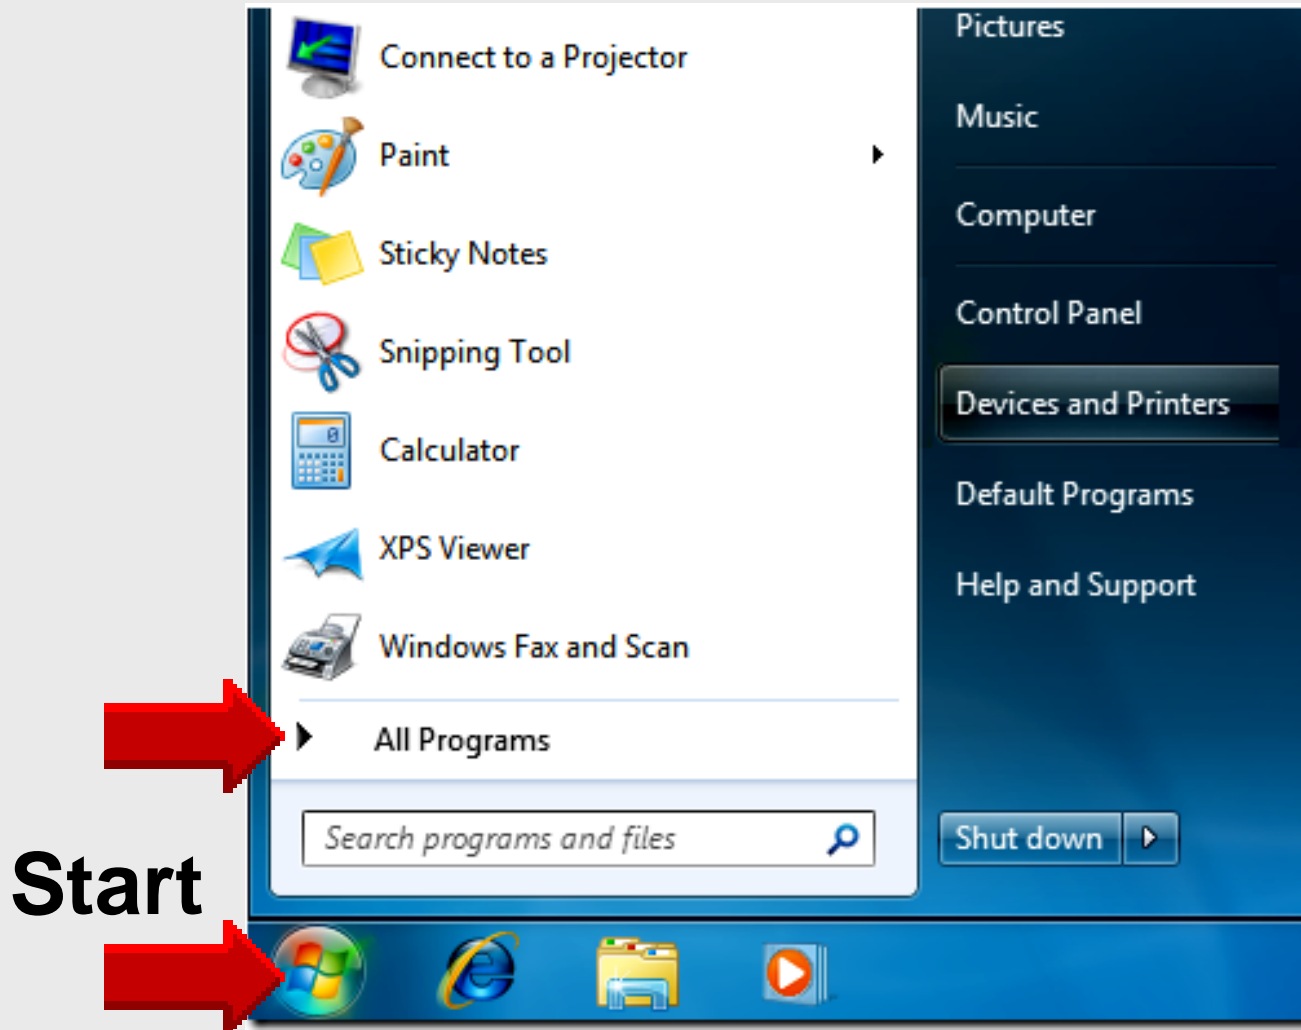 Connect to a Projector
Paint
Sticky Notes
Snipping Tool
Calculator
XPS Viewer
Windows Fax and Scan
All Programs
Search programs and files
Pictures
Music
Computer
Control Panel
Devices and Printers
Default Programs
Help and Support
Shut down
Start